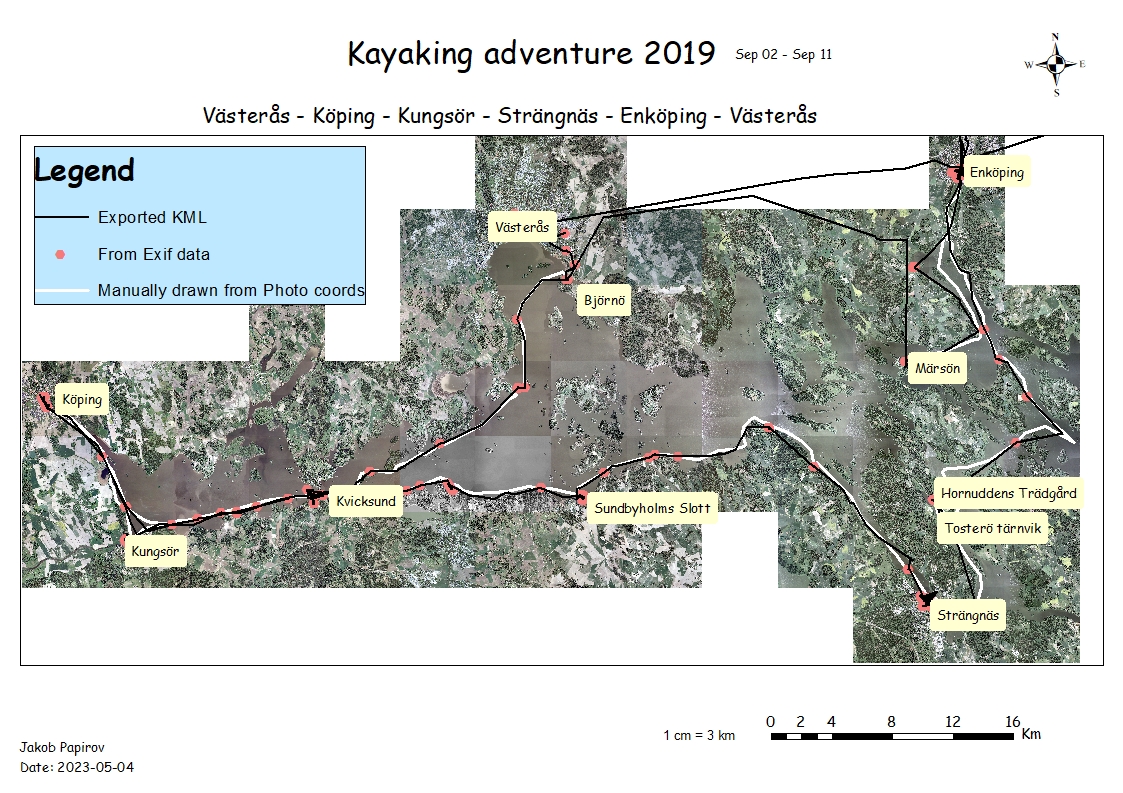 Kayaking adventure 2019 Sep 02 - Sep 11
N
W E
S
Västerås - Köping - Kungsör - Strängnäs - Enköping - Västerås
Legend
Exported KML
From Exif data
Manually drawn from Photo coords
Enköping
Västerås
Björnö
Märsön
Köping
Kvicksund
Hornuddens Trädgård
Sundbyholms Slott
Tosterö tärnvik
Kungsör
Strängnäs
0 2 4 8 12 16
1 cm = 3 km Km
Jakob Papirov
Date: 2023-05-04